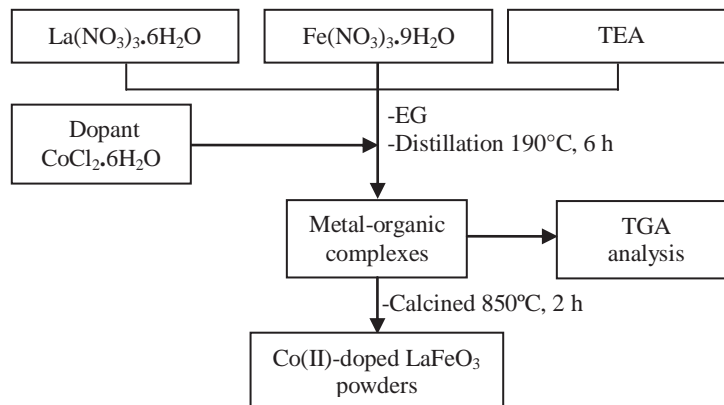 La(NO₃)₃.6H₂O
Fe(NO₃)₃.9H₂O
TEA
-EG
-Distillation 190°C, 6 h
Dopant
CoCl₂.6H₂O
Metal-organic
complexes
TGA
analysis
-Calcined 850ºC, 2 h
Co(II)-doped LaFeO₃
powders